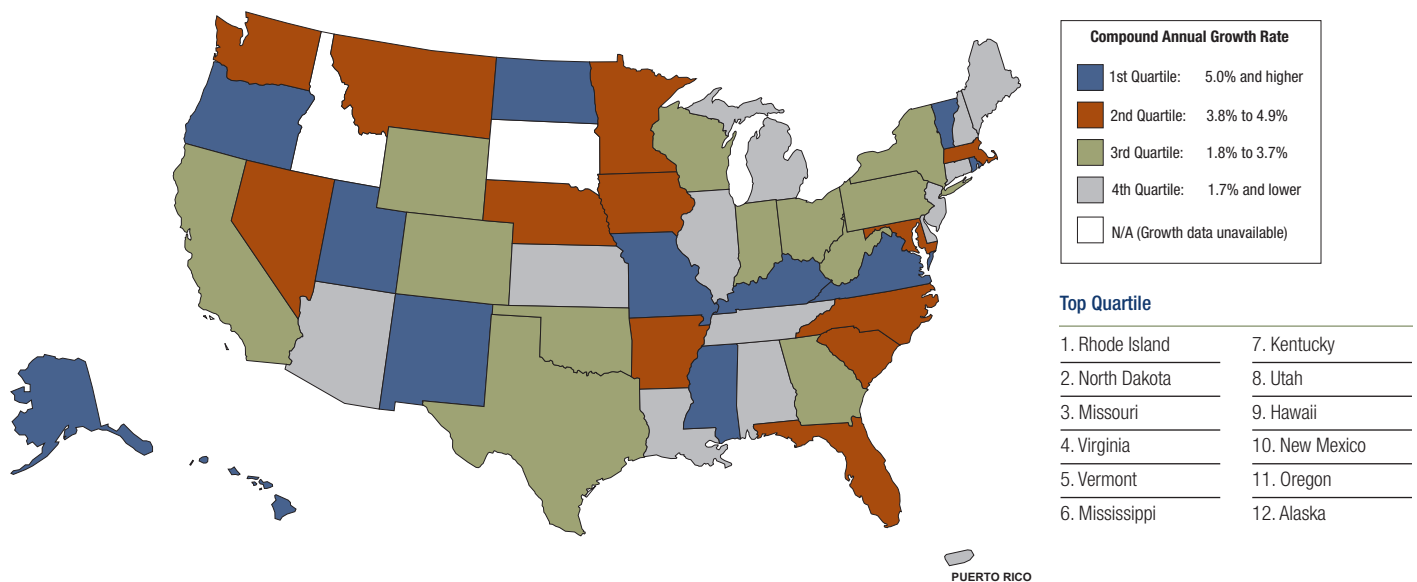 Compound Annual Growth Rate
1st Quartile: 5.0% and higher
2nd Quartile: 3.8% to 4.9%
3rd Quartile: 1.8% to 3.7%
4th Quartile: 1.7% and lower
N/A (Growth data unavailable)
Top Quartile
1. Rhode Island
2. North Dakota
3. Missouri
4. Virginia
5. Vermont
6. Mississippi
7. Kentucky
8. Utah
9. Hawaii
10. New Mexico
11. Oregon
12. Alaska
PUERTO RICO